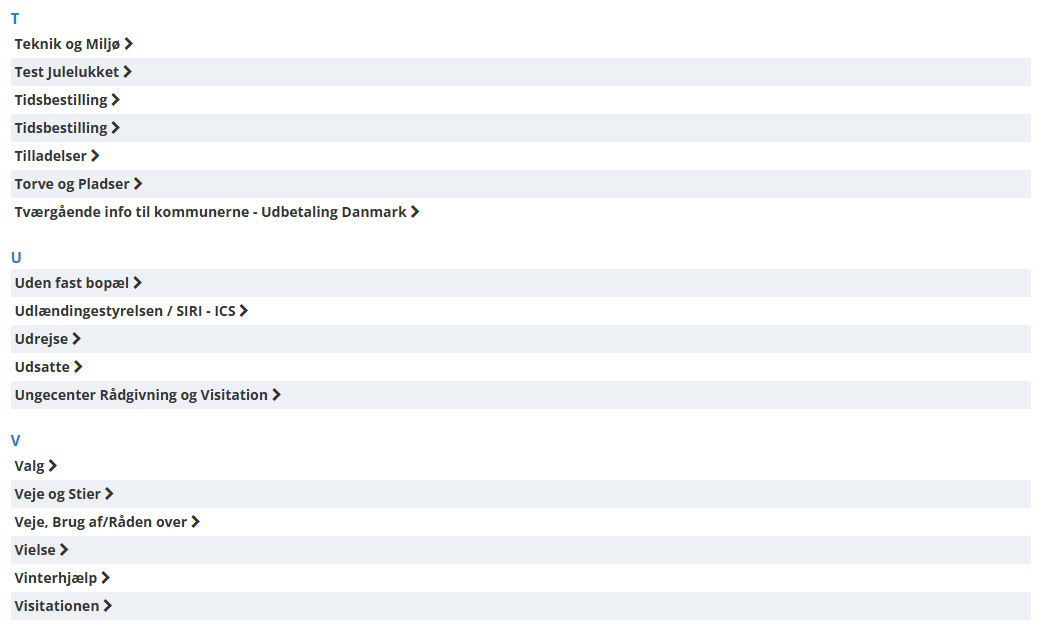 T
Teknik og Miljø
Test Julelukket
Tidsbestilling
Tidsbestilling
Tilladelser
Torve og Pladser
Tværgående info til kommunerne - Udbetaling Danmark
U
Uden fast bopæl
Udlændingestyrelsen / SIRI - ICS
Udrejse
Udsatte
Ungecenter Rådgivning og Visitation
V
Valg
Veje og Stier
Veje, Brug af/Råden over
Vielse
Vinterhjælp
Visitationen